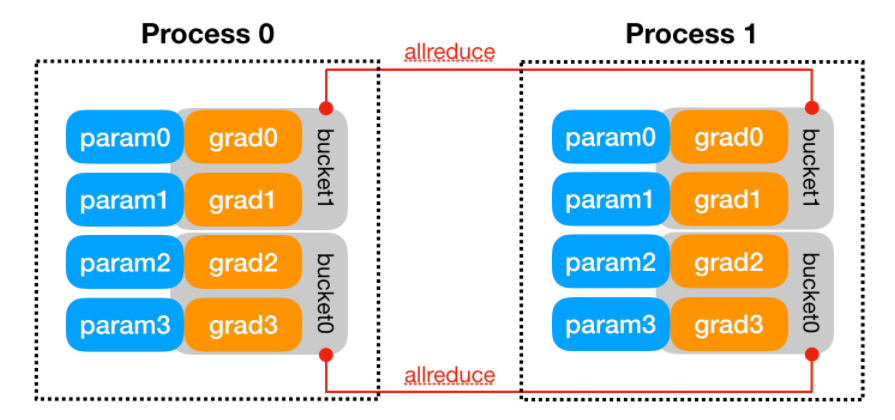 Process 0
Process 1
allreduce
param0 grad0
param1 grad1
bucket1
param2 grad2
param3 grad3
bucket0
param0 grad0
param1 grad1
bucket1
param2 grad2
param3 grad3
bucket0
allreduce